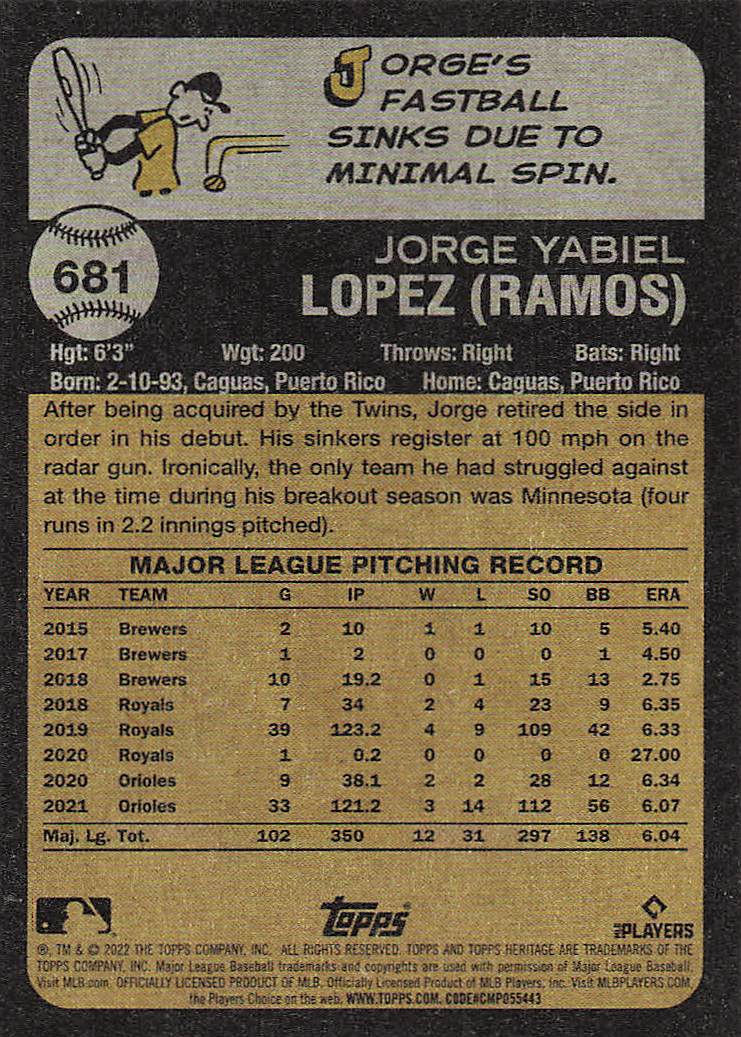 JORGE'S
FASTBALL
SINKS DUE TO
MINIMAL SPIN.
681
JORGE YABIEL
LOPEZ (RAMOS)
Hgt: 6'3" Wgt: 200 Throws: Right Bats: Right
Born: 2-10-93, Caguas, Puerto Rico Home: Caguas, Puerto Rico
After being acquired by the Twins, Jorge retired the side in
order in his debut. His sinkers register at 100 mph on the
radar gun. Ironically, the only team he had struggled against
at the time during his breakout season was Minnesota (four
runs in 2.2 innings pitched).
MAJOR LEAGUE PITCHING RECORD
YEAR TEAM G IP W L SO BB ERA
2015 Brewers 2 10 1 1 10 5 5.40
2017 Brewers 1 2 0 0 0 1 4.50
2018 Brewers 10 19.2 0 1 15 13 2.75
2018 Royals 7 34 2 4 23 9 6.35
2019 Royals 39 123.2 4 9 109 42 6.33
2020 Royals 1 0.2 0 0 0 0 27.00
2020 Orioles 9 38.1 2 2 28 12 6.34
2021 Orioles 33 121.2 3 14 112 56 6.07
Maj. Lg. Tot. 102 350 12 31 297 138 6.04
Topps® MLB PLAYERS
®, TM & © 2022 THE TOPPS COMPANY, INC. ALL RIGHTS RESERVED. TOPPS AND TOPPS HERITAGE ARE TRADEMARKS OF THE
TOPPS COMPANY, INC. Major League Baseball trademarks and copyrights are used with permission of Major League Baseball.
Visit MLB.com. OFFICIALLY LICENSED PRODUCT OF MLB. Officially Licensed Product of MLB Players, Inc. Visit MLBPLAYERS.COM,
the Players Choice on the web. WWW.TOPPS.COM. CODE#CMP055443